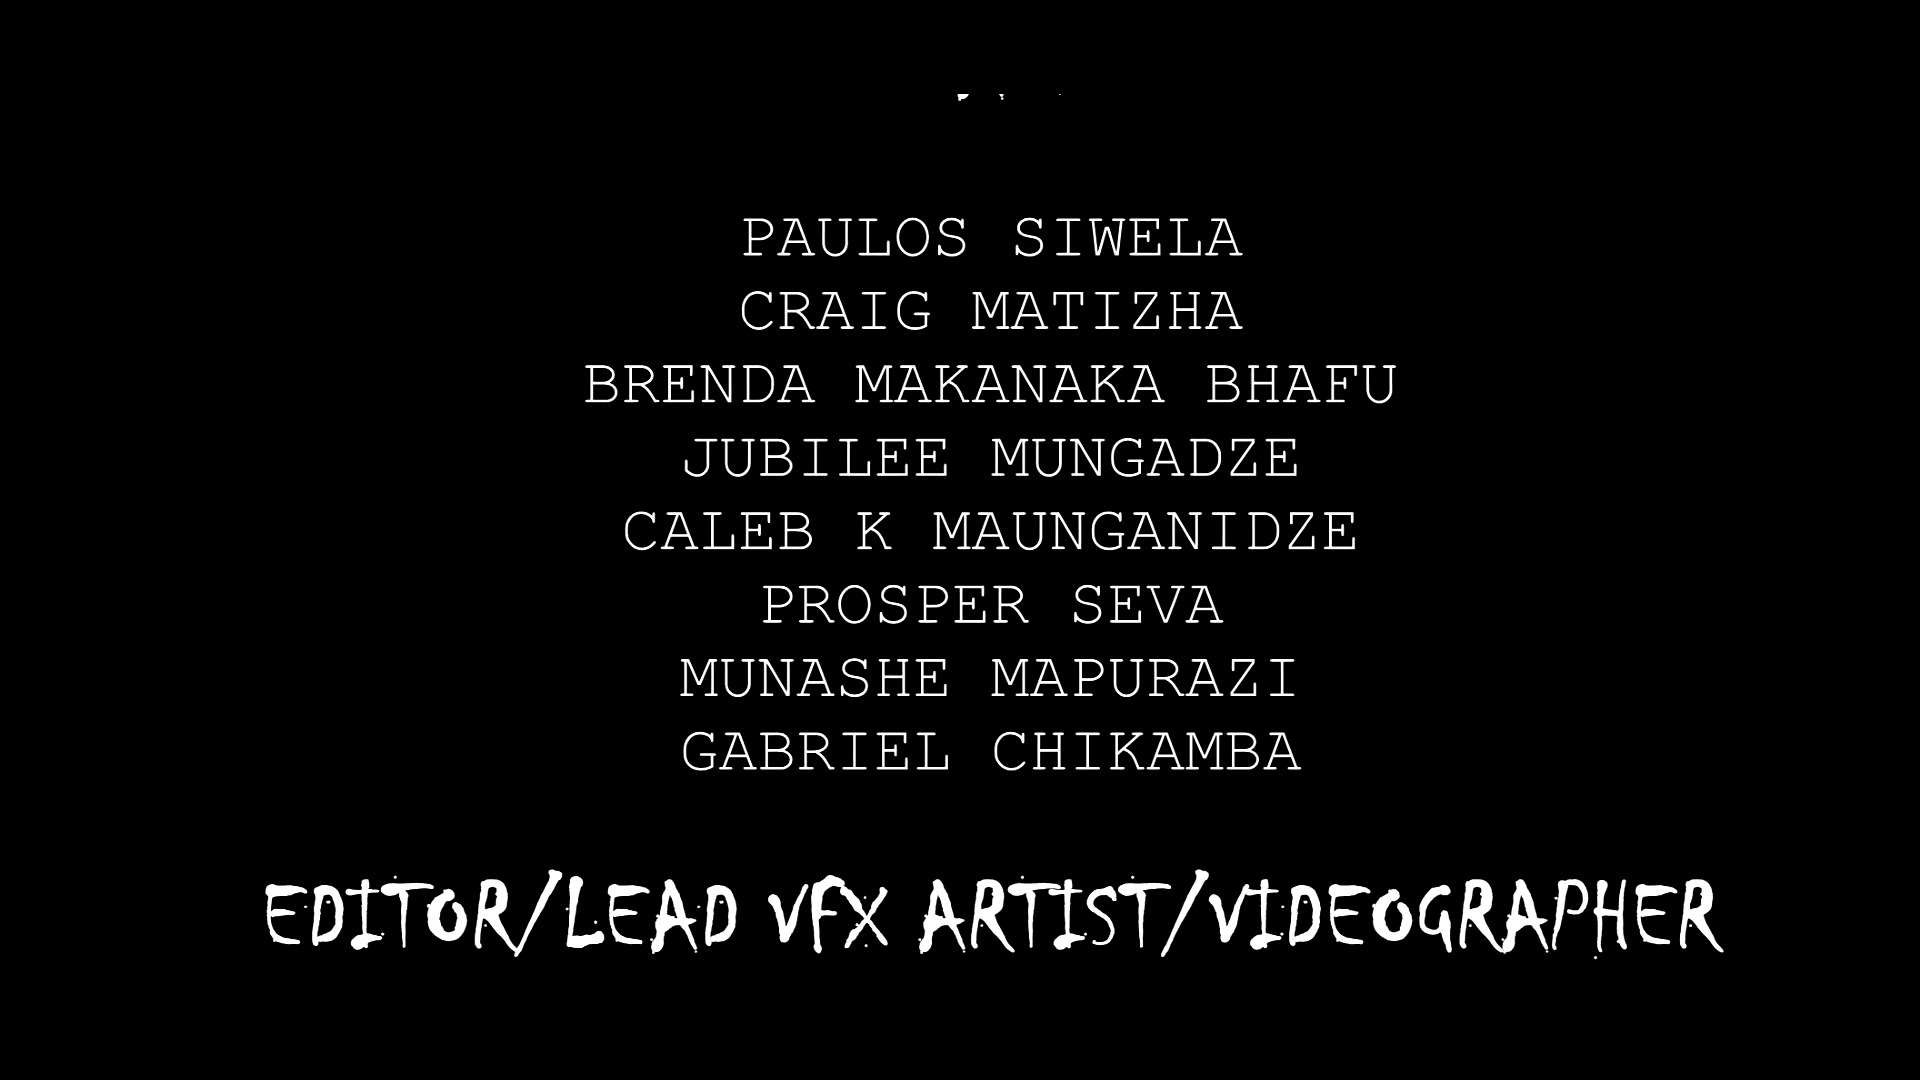 PAULOS SIWELA
CRAIG MATIZHA
BRENDA MAKANAKA BHAFU
JUBILEE MUNGADZE
CALEB K MAUNGANIDZE
PROSPER SEVA
MUNASHE MAPURAZI
GABRIEL CHIKAMBA
EDITOR/LEAD VFX ARTIST/VIDEOGRAPHER